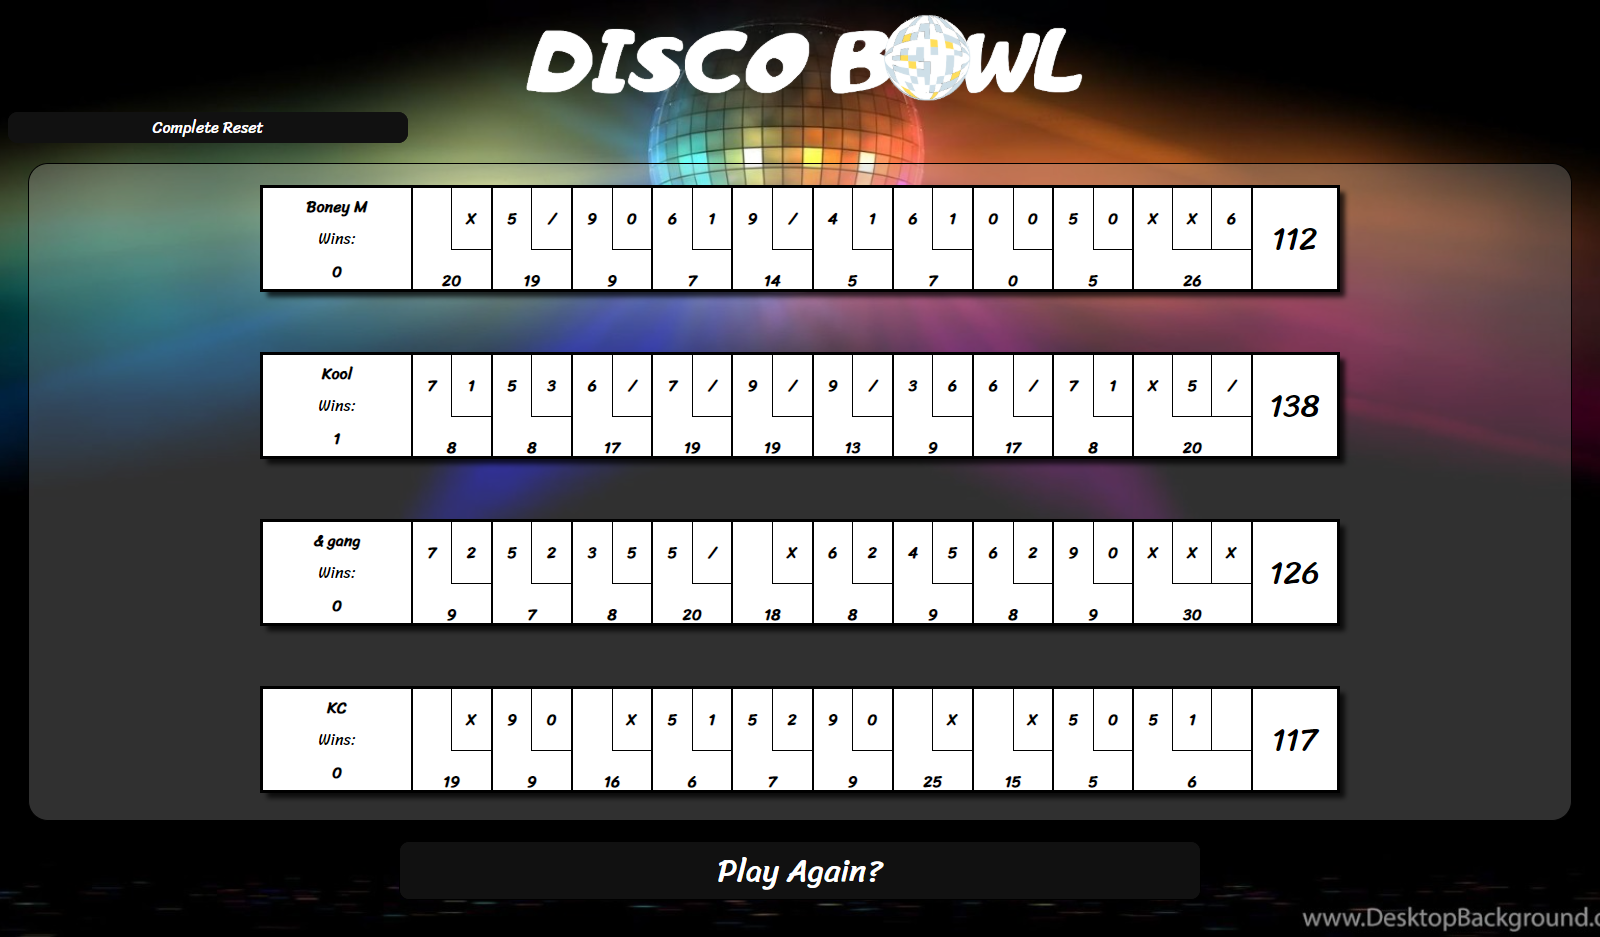 DISCO BOWL
Complete Reset
Boney M
Wins:
0
X 5 / 9 0 6 1 9 / 4 1 6 1 0 0 5 0 X X 6
20 19 9 7 14 5 7 0 5 26
112
Kool
Wins:
1
7 1 5 3 6 / 7 / 9 / 9 / 3 6 6 / 7 1 X 5 /
8 8 17 19 19 13 9 17 8 20
138
& gang
Wins:
0
7 2 5 2 3 5 5 / X 6 2 4 5 6 2 9 0 X X X
9 7 8 20 18 8 9 8 9 30
126
KC
Wins:
0
X 9 0 X 5 1 5 2 9 0 X X 5 0 5 1
19 9 16 6 7 9 25 15 5 6
117
Play Again?
www.DesktopBackground.o